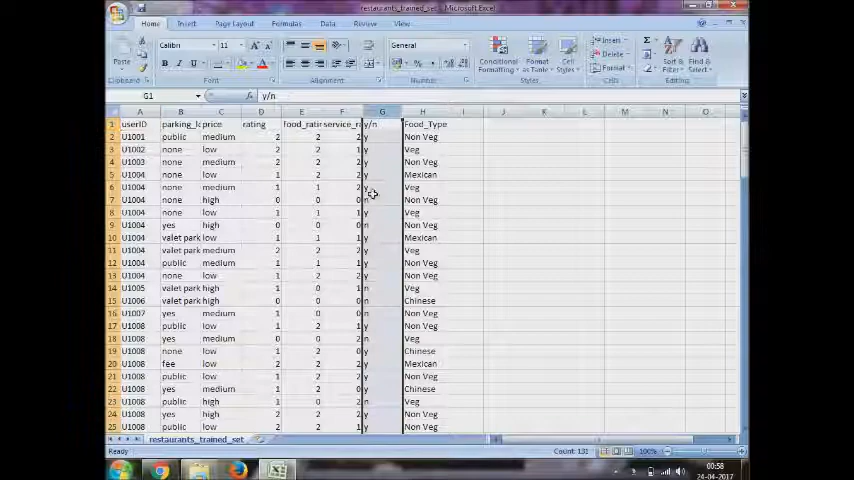 restaurants_trained_set - Microsoft Excel
Home Insert Page Layout Formulas Data Review View
Paste
Calibri 11 A A General
B I U
Conditional Formatting Format as Table Cell Styles
Insert
Delete
Format
Sort & Filter Find & Select
Clipboard Font Alignment Number Styles Cells Editing
G1 fx y/n
A B C D E F G H I J K L M N O
1 userID parking_lo price rating food_ratin service_ra y/n Food_Type
2 U1001 public medium 2 2 2 y Non Veg
3 U1002 none low 2 2 1 y Veg
4 U1003 none medium 2 2 2 y Non Veg
5 U1004 none low 1 2 2 y Mexican
6 U1004 none medium 1 1 2 y Veg
7 U1004 none high 0 0 0 n Non Veg
8 U1004 none low 1 1 1 y Veg
9 U1004 yes high 0 0 0 n Non Veg
10 U1004 valet park low 1 1 1 y Mexican
11 U1004 valet park medium 2 2 2 y Veg
12 U1004 public medium 1 1 2 y Non Veg
13 U1004 none low 1 2 2 y Non Veg
14 U1005 valet park high 1 0 1 n Veg
15 U1006 valet park high 1 0 0 n Chinese
16 U1007 yes medium 1 0 0 n Non Veg
17 U1008 public low 1 2 1 y Non Veg
18 U1008 yes medium 0 0 2 n Veg
19 U1008 none low 1 2 0 y Chinese
20 U1008 fee low 2 2 2 y Mexican
21 U1008 public low 1 2 2 y Non Veg
22 U1008 yes medium 1 2 0 y Chinese
23 U1008 public high 1 0 2 n Veg
24 U1008 yes high 2 2 2 y Non Veg
25 U1008 public low 2 2 1 y Non Veg
restaurants_trained_set
Ready Count: 131 100%
00:58
24-04-2017